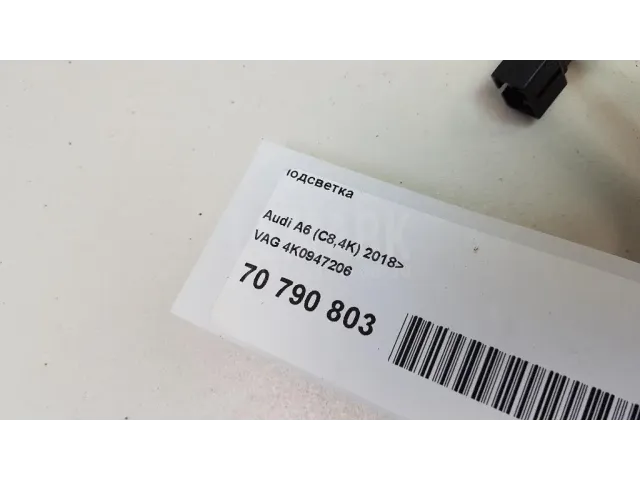 подсветка
Audi A6 (C8,4K) 2018>
VAG 4K0947206
70 790 803